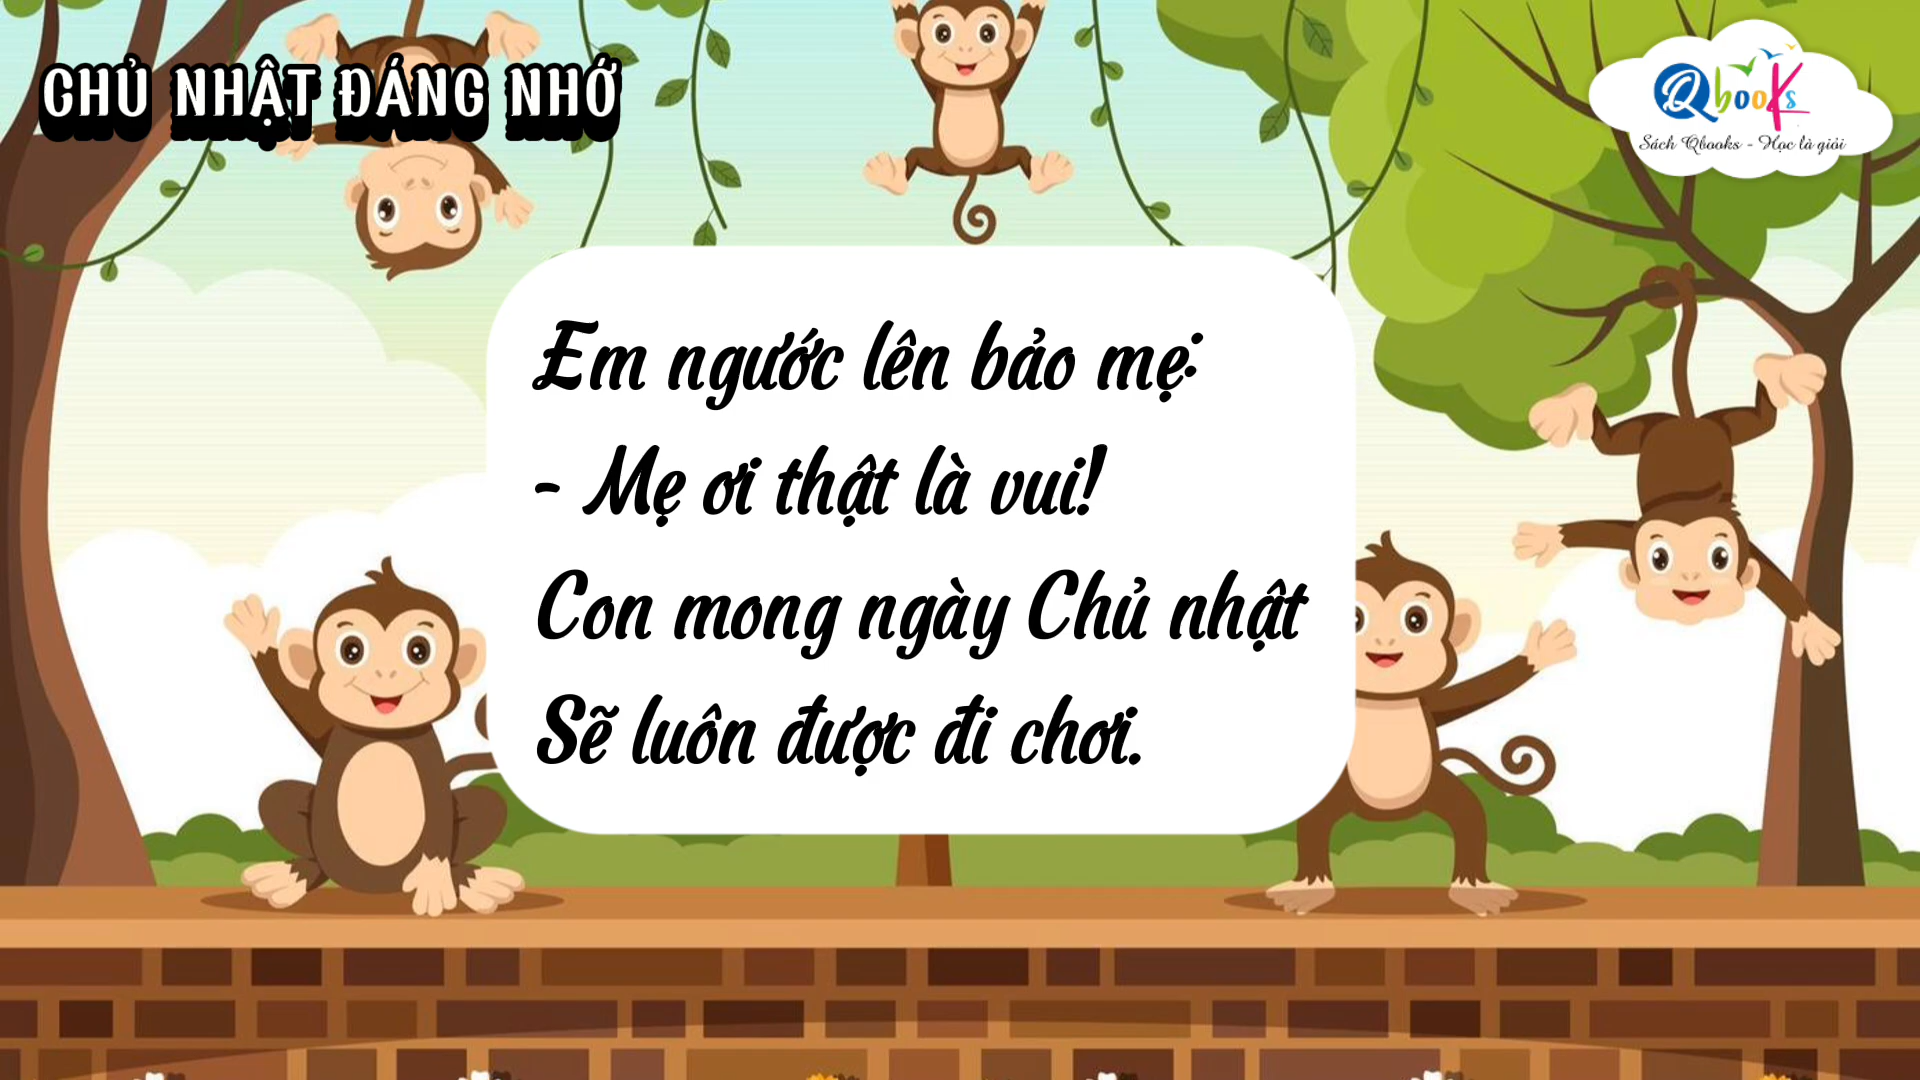 CHỦ NHẬT ĐÁNG NHỚ
Qbooks
Sách Qbooks - Học là giỏi
Em ngước lên bảo mẹ:
- Mẹ ơi thật là vui!
Con mong ngày Chủ nhật
Sẽ luôn được đi chơi.